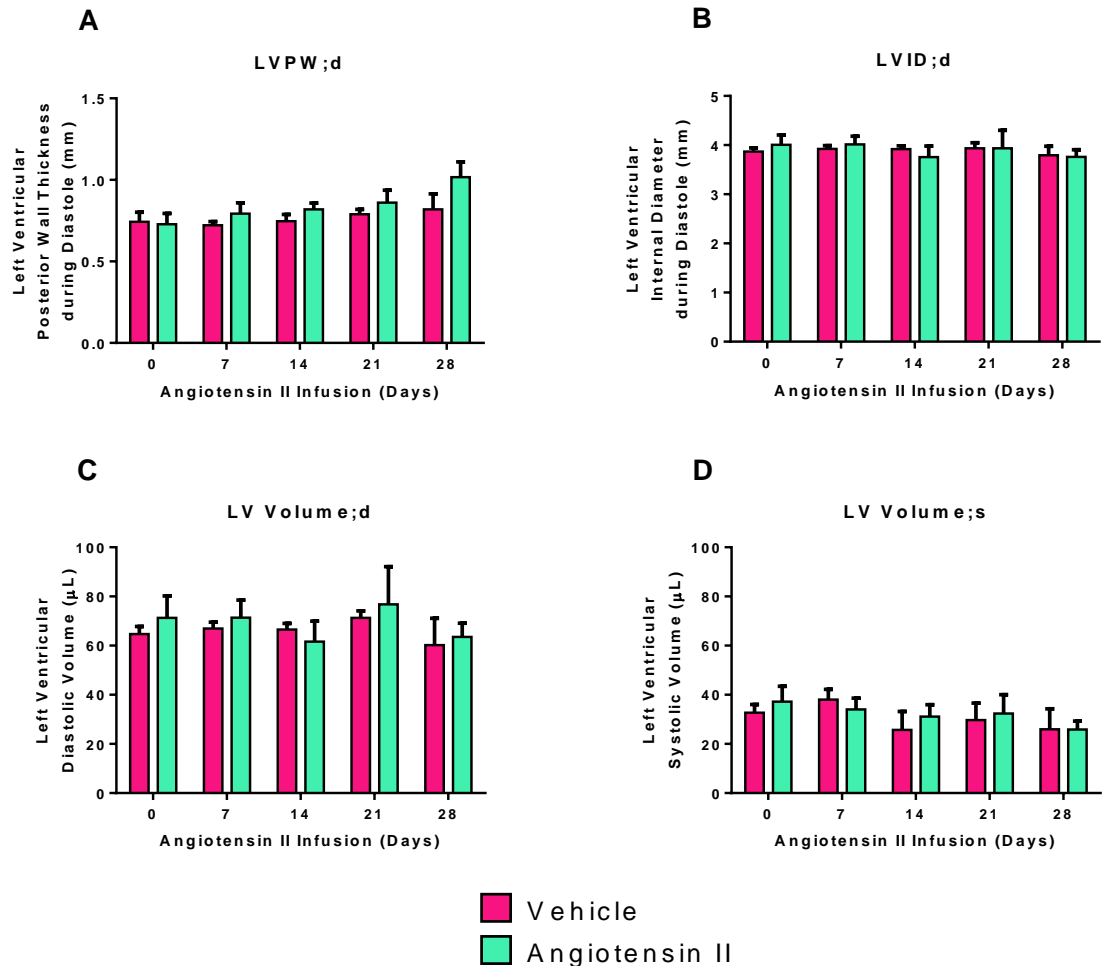 A
LVPW;d
Left Ventricular
Posterior Wall Thickness
during Diastole (mm)
1.5
1.0
0.5
0.0
0 7 14 21 28
Angiotensin II Infusion (Days)
B
LVID;d
Left Ventricular
Internal Diameter
during Diastole (mm)
5
4
3
2
1
0
0 7 14 21 28
Angiotensin II Infusion (Days)
C
LV Volume;d
Left Ventricular
Diastolic Volume (μL)
100
80
60
40
20
0
0 7 14 21 28
Angiotensin II Infusion (Days)
D
LV Volume;s
Left Ventricular
Systolic Volume (μL)
100
80
60
40
20
0
0 7 14 21 28
Angiotensin II Infusion (Days)
Vehicle
Angiotensin II